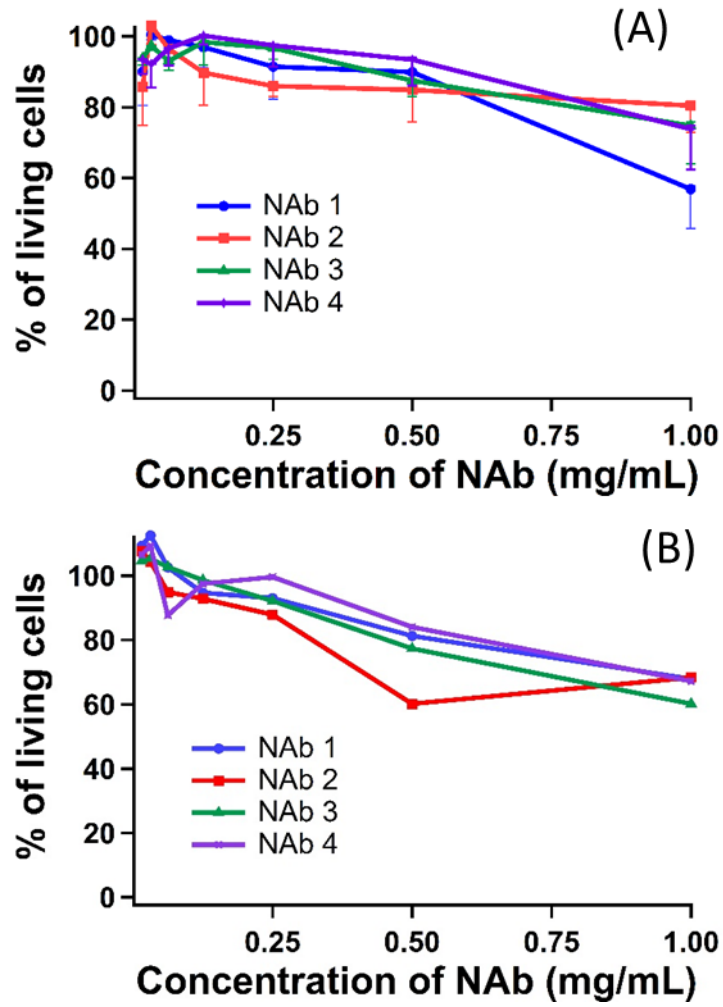 (A)
100
80
60
40
20
0
% of living cells
NAb 1
NAb 2
NAb 3
NAb 4
0.25 0.50 0.75 1.00
Concentration of NAb (mg/mL)
(B)
100
80
60
40
20
0
% of living cells
NAb 1
NAb 2
NAb 3
NAb 4
0.25 0.50 0.75 1.00
Concentration of NAb (mg/mL)